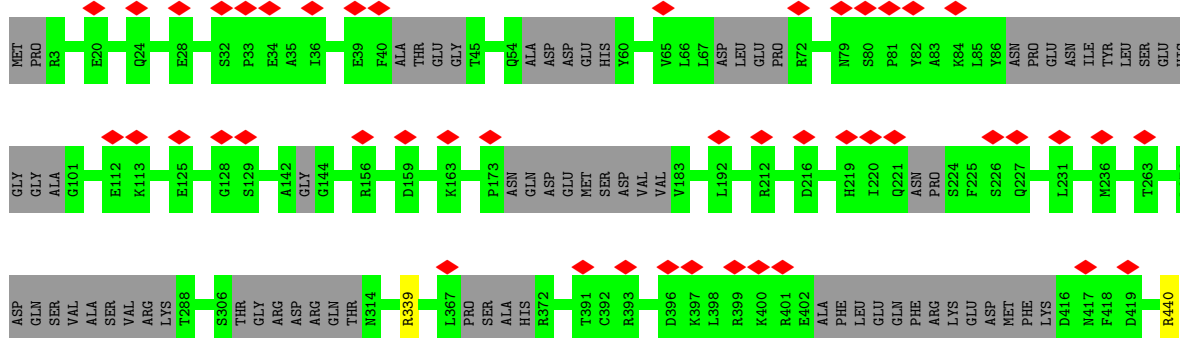 MET PRO R3 E20 Q24 E28 S32 P33 E34 A35 I36 E39 F40 ALA THR GLU GLY T45 Q54 ALA ASP ASP GLU HIS Y60 V65 L66 L67 ASP LEU GLU PRO R72 N79 S80 P81 Y82 A83 K84 L85 Y86 ASN PRO GLU ASN ILE TYR LEU SER GLU
GLY GLY ALA G101 E112 K113 E125 G128 S129 A142 GLY G144 R156 D159 K163 P173 ASN GLN ASP GLU MET SER ASP VAL VAL V183 L192 R212 D216 H219 I220 Q221 ASN PRO S224 F225 S226 Q227 L231 M236 T263
ASP GLN SER VAL ALA SER VAL ARG LYS T288 S306 THR GLY ARG ASP ARG GLN THR N314 R339 L367 PRO SER ALA HIS R372 T391 C392 R393 D396 K397 L398 R399 K400 R401 E402 ALA PHE LEU GLU GLN PHE ARG LYS GLU ASP MET PHE LYS D416 N417 F418 D419 R440